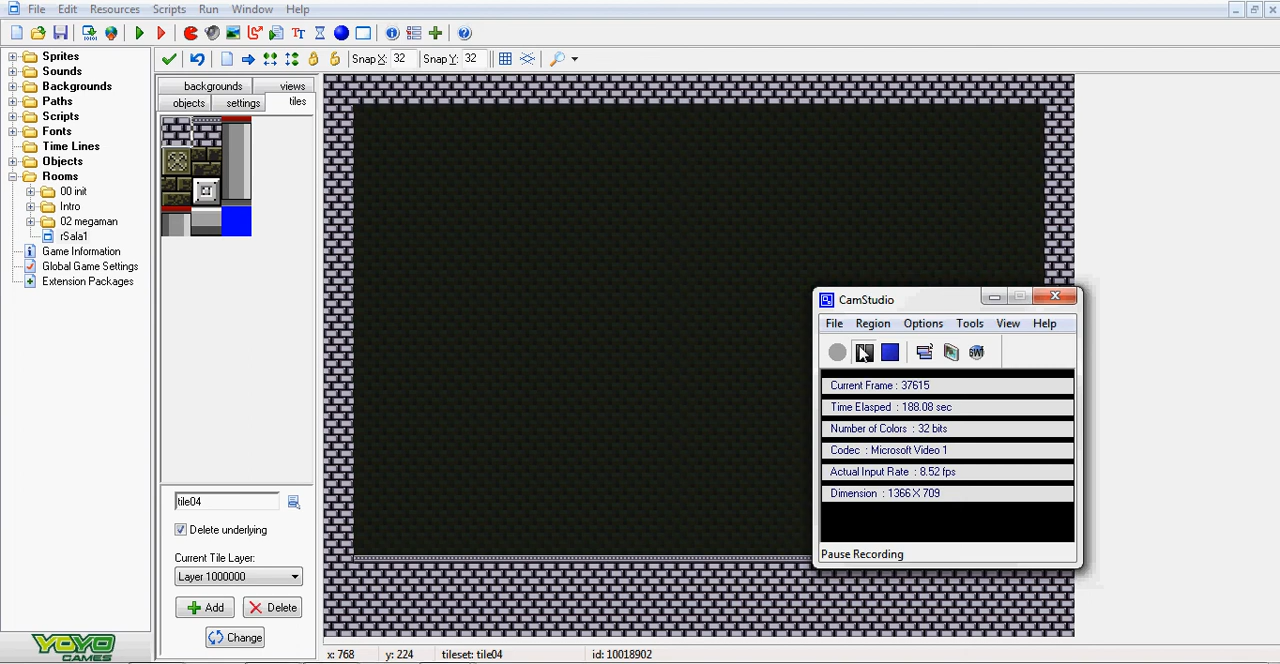 File Edit Resources Scripts Run Window Help
Snap X: 32 Snap Y: 32
Sprites
Sounds
Backgrounds
Paths
Scripts
Fonts
Time Lines
Objects
Rooms
00 init
Intro
02 megaman
rSala1
Game Information
Global Game Settings
Extension Packages
YOYO
GAMES
backgrounds views
objects settings tiles
tile04
Delete underlying
Current Tile Layer:
Layer 1000000
Add Delete
Change
CamStudio
File Region Options Tools View Help
SWF
Current Frame : 37615
Time Elasped : 188.08 sec
Number of Colors : 32 bits
Codec : Microsoft Video 1
Actual Input Rate : 8.52 fps
Dimension : 1366 X 709
Pause Recording
x: 768 y: 224 tileset: tile04 id: 10018902